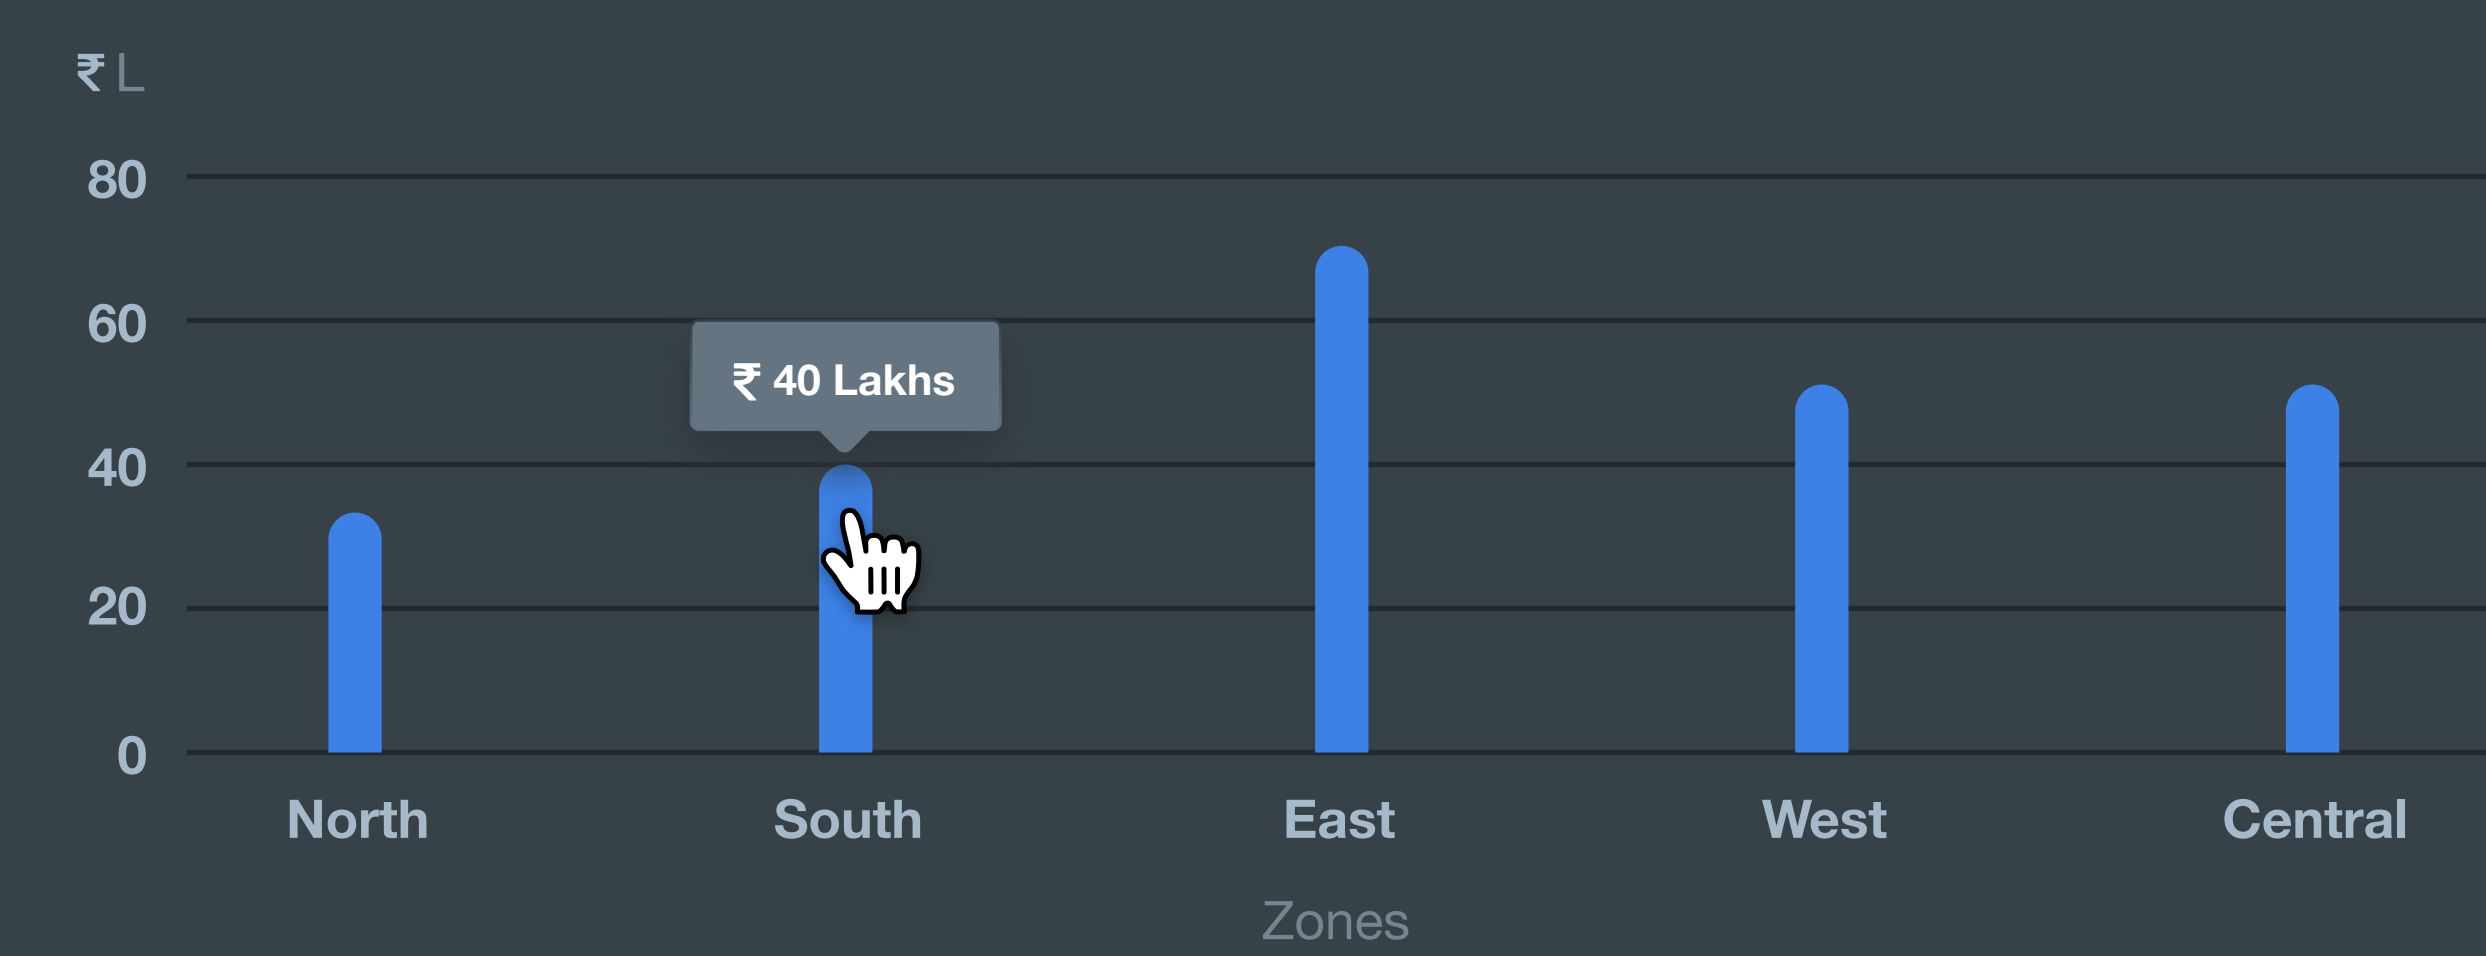 ₹ L
80
60
₹ 40 Lakhs
40
20
0
North South East West Central
Zones